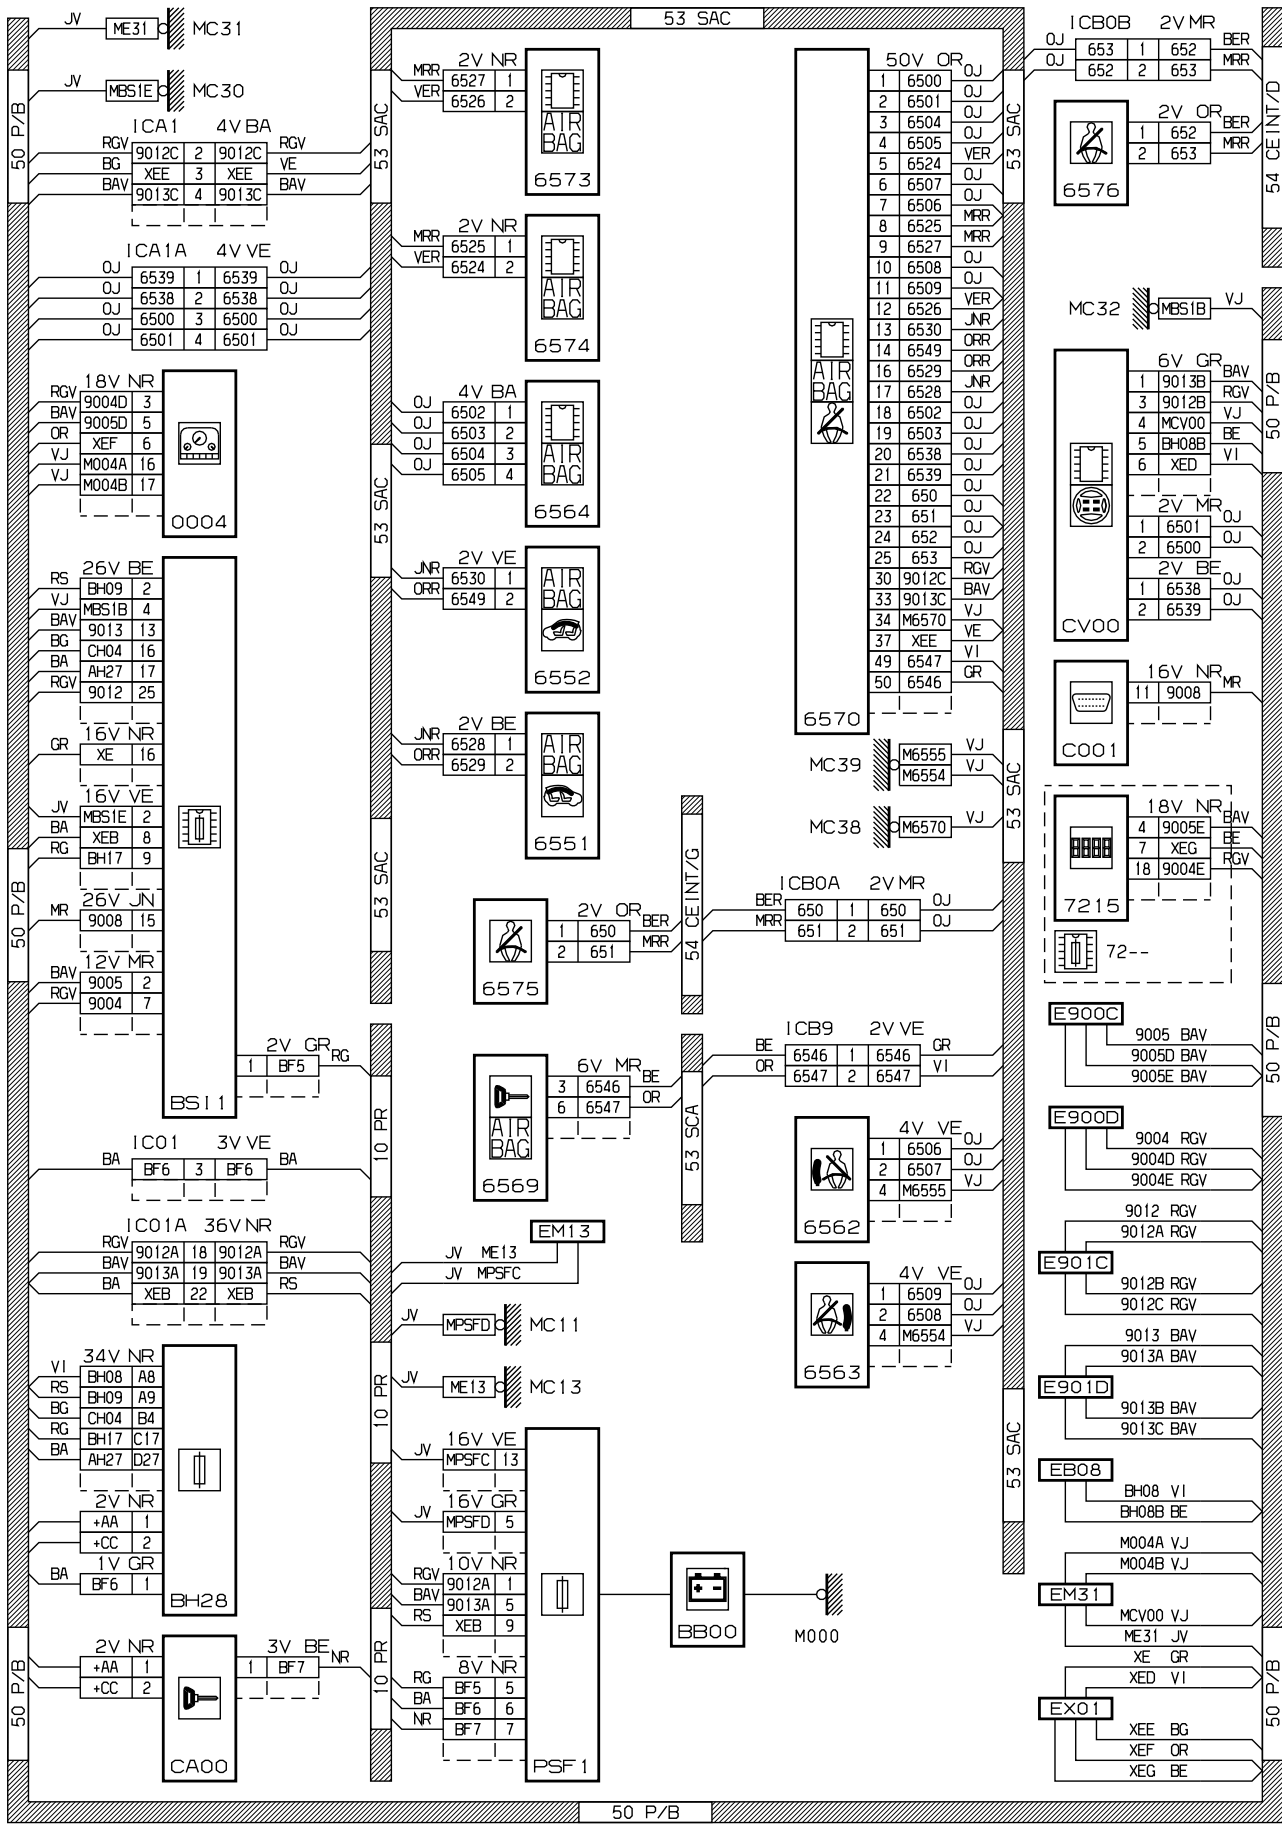 53 SAC
JV ME31 MC31
JV MBS1E MC30
50 P/B
ICA1 4V BA
RGV 9012C 2 9012C RGV
BG XEE 3 XEE VE
BAV 9013C 4 9013C BAV
ICA1A 4V VE
OJ 6539 1 6539 OJ
OJ 6538 2 6538 OJ
OJ 6500 3 6500 OJ
OJ 6501 4 6501 OJ
18V NR
RGV 9004D 3
BAV 9005D 5
OR XEF 6
VJ M004A 16
VJ M004B 17
0004
26V BE
RS BH09 2
VJ MBS1B 4
BAV 9013 13
BG CH04 16
BA AH27 17
RGV 9012 25
16V NR
GR XE 16
16V VE
JV MBS1E 2
BA XEB 8
RG BH17 9
50 P/B
26V JN
MR 9008 15
12V MR
BAV 9005 2
RGV 9004 7
2V GR
1 BF5 RG
BSI1
IC01 3V VE
BA BF6 3 BF6 BA
IC01A 36V NR
RGV 9012A 18 9012A RGV
BAV 9013A 19 9013A BAV
BA XEB 22 XEB RS
34V NR
VI BH08 A8
RS BH09 A9
BG CH04 B4
RG BH17 C17
BA AH27 D27
2V NR
+AA 1
+CC 2
1V GR
BA BF6 1
BH28
2V NR
+AA 1
+CC 2
3V BE
1 BF7 NR
CA00
50 P/B
53 SAC
2V NR
MRR 6527 1
VER 6526 2
AIR
BAG
6573
2V NR
MRR 6525 1
VER 6524 2
AIR
BAG
6574
4V BA
OJ 6502 1
OJ 6503 2
OJ 6504 3
OJ 6505 4
AIR
BAG
6564
53 SAC
2V VE
JNR 6530 1
ORR 6549 2
AIR
BAG
6552
2V BE
JNR 6528 1
ORR 6529 2
AIR
BAG
6551
53 SAC
2V OR
1 650 BER
2 651 MRR
6575
54 CEINT/G
ICB0A 2V MR
BER 650 1 650 OJ
MRR 651 2 651 OJ
10 PR
6V MR
3 6546 BE
6 6547 OR
AIR
BAG
6569
53 SCA
ICB9 2V VE
BE 6546 1 6546 GR
OR 6547 2 6547 VI
EM13
JV ME13
JV MPSFC
JV MPSFD MC11
JV ME13 MC13
10 PR
16V VE
JV MPSFC 13
16V GR
JV MPSFD 5
10V NR
RGV 9012A 1
BAV 9013A 5
RS XEB 9
10 PR
8V NR
RG BF5 5
BA BF6 6
NR BF7 7
PSF1
BB00
M000
50V OR
1 6500 OJ
2 6501 OJ
3 6504 OJ
4 6505 OJ
5 6524 VER
6 6507 OJ
7 6506 OJ
8 6525 MRR
9 6527 MRR
10 6508 OJ
11 6509 OJ
12 6526 VER
13 6530 JNR
14 6549 ORR
16 6529 ORR
17 6528 JNR
18 6502 OJ
19 6503 OJ
20 6538 OJ
21 6539 OJ
22 650 OJ
23 651 OJ
24 652 OJ
25 653 OJ
30 9012C RGV
33 9013C BAV
34 M6570 VJ
37 XEE VE
49 6547 VI
50 6546 GR
AIR
BAG
6570
MC39 M6555 VJ
M6554 VJ
MC38 M6570 VJ
4V VE
1 6506 OJ
2 6507 OJ
4 M6555 VJ
6562
4V VE
1 6509 OJ
2 6508 OJ
4 M6554 VJ
6563
53 SAC
53 SAC
53 SAC
ICB0B 2V MR
OJ 653 1 652 BER
OJ 652 2 653 MRR
2V OR
1 652 BER
2 653 MRR
6576
54 CEINT/D
MC32 MBS1B VJ
6V GR
1 9013B BAV
3 9012B RGV
4 MCV00 VJ
5 BH08B BE
6 XED VI
2V MR
1 6501 OJ
2 6500 OJ
2V BE
1 6538 OJ
2 6539 OJ
CV00
50 P/B
16V NR
11 9008 MR
C001
18V NR
4 9005E BAV
7 XEG BE
18 9004E RGV
7215
72--
E900C
9005 BAV
9005D BAV
9005E BAV
50 P/B
E900D
9004 RGV
9004D RGV
9004E RGV
9012 RGV
9012A RGV
E901C
9012B RGV
9012C RGV
9013 BAV
9013A BAV
E901D
9013B BAV
9013C BAV
EB08
BH08 VI
BH08B BE
M004A VJ
M004B VJ
EM31
MCV00 VJ
ME31 JV
XE GR
XED VI
EX01
XEE BG
XEF OR
XEG BE
50 P/B
50 P/B